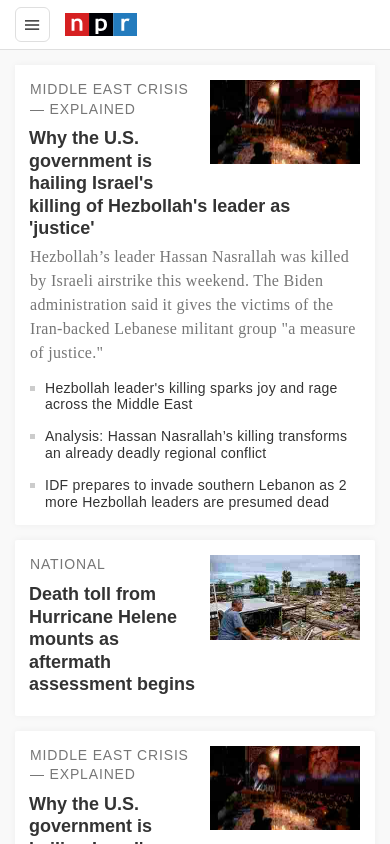 npr
MIDDLE EAST CRISIS
— EXPLAINED
Why the U.S.
government is
hailing Israel's
killing of Hezbollah's leader as
'justice'
Hezbollah’s leader Hassan Nasrallah was killed
by Israeli airstrike this weekend. The Biden
administration said it gives the victims of the
Iran-backed Lebanese militant group "a measure
of justice."
Hezbollah leader's killing sparks joy and rage
across the Middle East
Analysis: Hassan Nasrallah’s killing transforms
an already deadly regional conflict
IDF prepares to invade southern Lebanon as 2
more Hezbollah leaders are presumed dead
NATIONAL
Death toll from
Hurricane Helene
mounts as
aftermath
assessment begins
MIDDLE EAST CRISIS
— EXPLAINED
Why the U.S.
government is